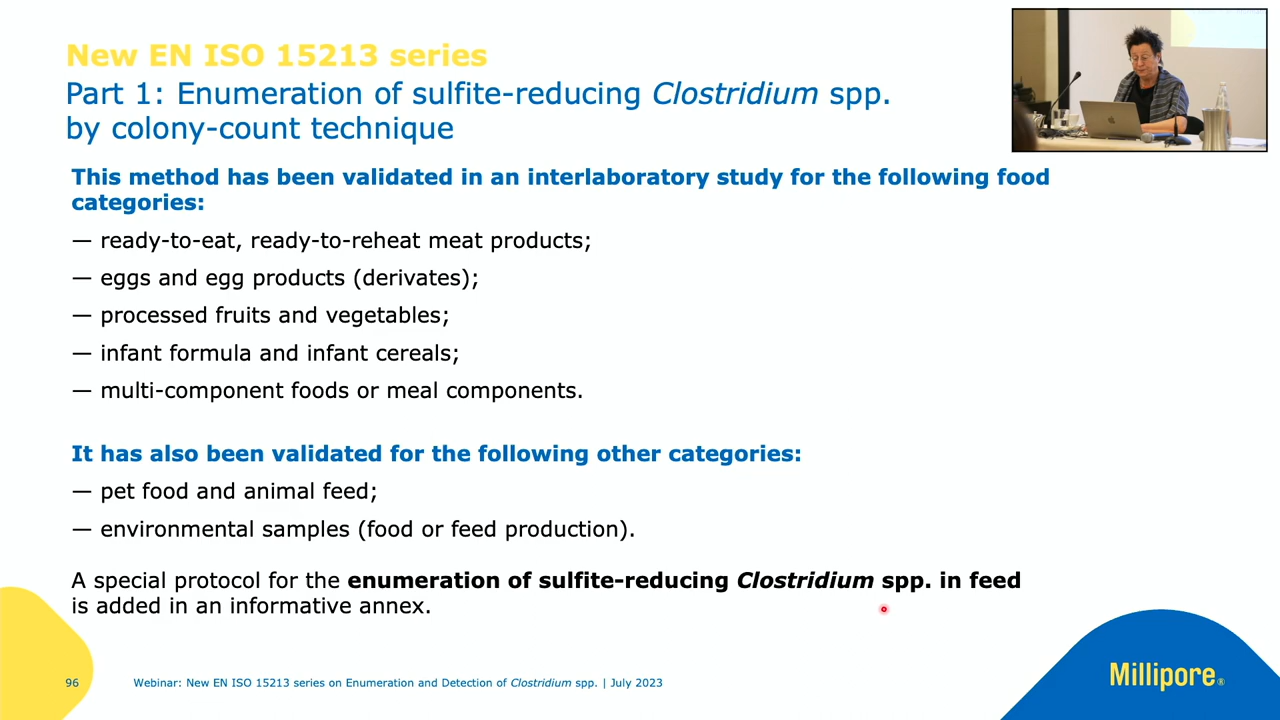 New EN ISO 15213 series
Part 1: Enumeration of sulfite-reducing Clostridium spp.
by colony-count technique
This method has been validated in an interlaboratory study for the following food
categories:
— ready-to-eat, ready-to-reheat meat products;
— eggs and egg products (derivates);
— processed fruits and vegetables;
— infant formula and infant cereals;
— multi-component foods or meal components.
It has also been validated for the following other categories:
— pet food and animal feed;
— environmental samples (food or feed production).
A special protocol for the enumeration of sulfite-reducing Clostridium spp. in feed
is added in an informative annex.
96
Webinar: New EN ISO 15213 series on Enumeration and Detection of Clostridium spp. | July 2023
Millipore®